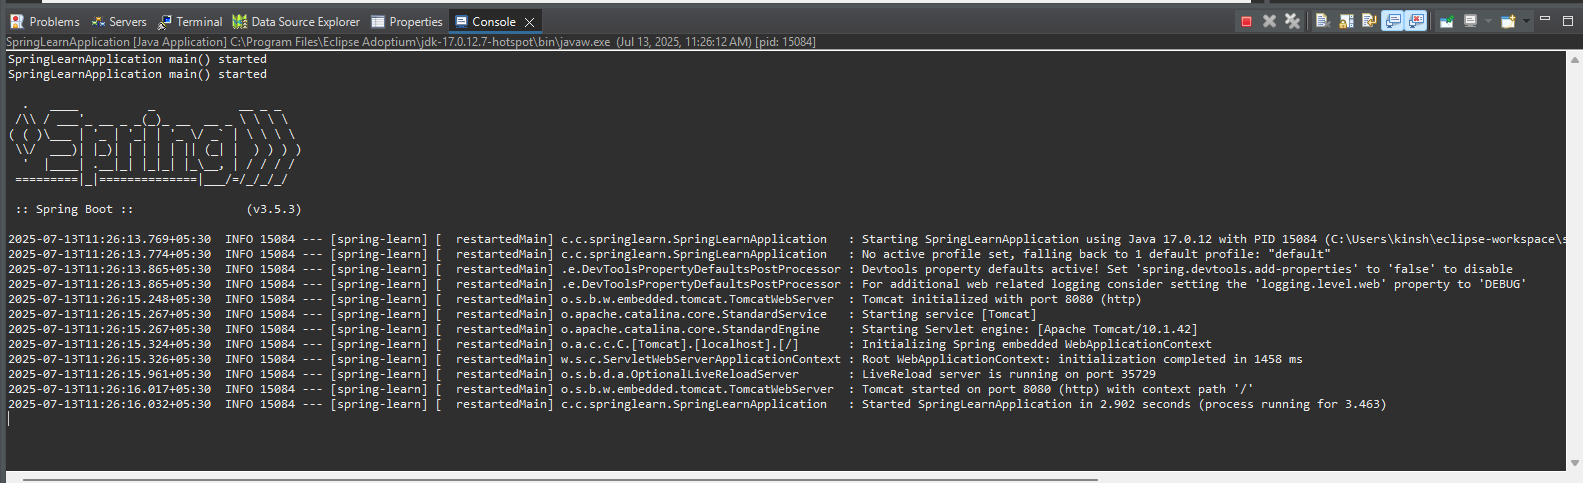 Problems Servers Terminal Data Source Explorer Properties Console
SpringLearnApplication [Java Application] C:\Program Files\Eclipse Adoptium\jdk-17.0.12.7-hotspot\bin\javaw.exe (Jul 13, 2025, 11:26:12 AM) [pid: 15084]
SpringLearnApplication main() started
SpringLearnApplication main() started

  .   ____          _            __ _ _
 /\\ / ___'_ __ _ _(_)_ __  __ _ \ \ \ \
( ( )\___ | '_ | '_| | '_ \/ _` | \ \ \ \
 \\/  ___)| |_)| | | | | || (_| |  ) ) ) )
  '  |____| .__|_| |_|_| |_\__, | / / / /
 =========|_|==============|___/=/_/_/_/

 :: Spring Boot ::                (v3.5.3)

2025-07-13T11:26:13.769+05:30  INFO 15084 --- [spring-learn] [  restartedMain] c.c.springlearn.SpringLearnApplication   : Starting SpringLearnApplication using Java 17.0.12 with PID 15084 (C:\Users\kinsh\eclipse-workspace\s
2025-07-13T11:26:13.774+05:30  INFO 15084 --- [spring-learn] [  restartedMain] c.c.springlearn.SpringLearnApplication   : No active profile set, falling back to 1 default profile: "default"
2025-07-13T11:26:13.865+05:30  INFO 15084 --- [spring-learn] [  restartedMain] .e.DevToolsPropertyDefaultsPostProcessor : Devtools property defaults active! Set 'spring.devtools.add-properties' to 'false' to disable
2025-07-13T11:26:13.865+05:30  INFO 15084 --- [spring-learn] [  restartedMain] .e.DevToolsPropertyDefaultsPostProcessor : For additional web related logging consider setting the 'logging.level.web' property to 'DEBUG'
2025-07-13T11:26:15.248+05:30  INFO 15084 --- [spring-learn] [  restartedMain] o.s.b.w.embedded.tomcat.TomcatWebServer  : Tomcat initialized with port 8080 (http)
2025-07-13T11:26:15.267+05:30  INFO 15084 --- [spring-learn] [  restartedMain] o.apache.catalina.core.StandardService   : Starting service [Tomcat]
2025-07-13T11:26:15.267+05:30  INFO 15084 --- [spring-learn] [  restartedMain] o.apache.catalina.core.StandardEngine    : Starting Servlet engine: [Apache Tomcat/10.1.42]
2025-07-13T11:26:15.324+05:30  INFO 15084 --- [spring-learn] [  restartedMain] o.a.c.c.C.[Tomcat].[localhost].[/]       : Initializing Spring embedded WebApplicationContext
2025-07-13T11:26:15.326+05:30  INFO 15084 --- [spring-learn] [  restartedMain] w.s.c.ServletWebServerApplicationContext : Root WebApplicationContext: initialization completed in 1458 ms
2025-07-13T11:26:15.961+05:30  INFO 15084 --- [spring-learn] [  restartedMain] o.s.b.d.a.OptionalLiveReloadServer       : LiveReload server is running on port 35729
2025-07-13T11:26:16.017+05:30  INFO 15084 --- [spring-learn] [  restartedMain] o.s.b.w.embedded.tomcat.TomcatWebServer  : Tomcat started on port 8080 (http) with context path '/'
2025-07-13T11:26:16.032+05:30  INFO 15084 --- [spring-learn] [  restartedMain] c.c.springlearn.SpringLearnApplication   : Started SpringLearnApplication in 2.902 seconds (process running for 3.463)